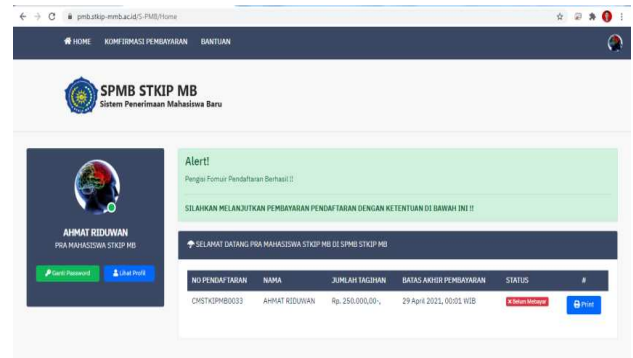 pmb.stkip-mmb.ac.id/S-PMB/Home
HOME KOMFIRMASI PEMBAYARAN BANTUAN
SPMB STKIP MB
Sistem Penerimaan Mahasiswa Baru
AHMAT RIDUWAN
PRA MAHASISWA STKIP MB
Ganti Password Lihat Profil
Alert!
Pengisi Fomulr Pendaftaran Berhasil !!
SILAHKAN MELANJUTKAN PEMBAYARAN PENDAFTARAN DENGAN KETENTUAN DI BAWAH INI !!
SELAMAT DATANG PRA MAHASISWA STKIP MB DI SPMB STKIP MB
NO PENDAFTARAN NAMA JUMLAH TAGIHAN BATAS AKHIR PEMBAYARAN STATUS #
CMSTKIPMB0033 AHMAT RIDUWAN Rp. 250.000,00-, 29 April 2021, 00:01 WIB Belum Mebayar Print